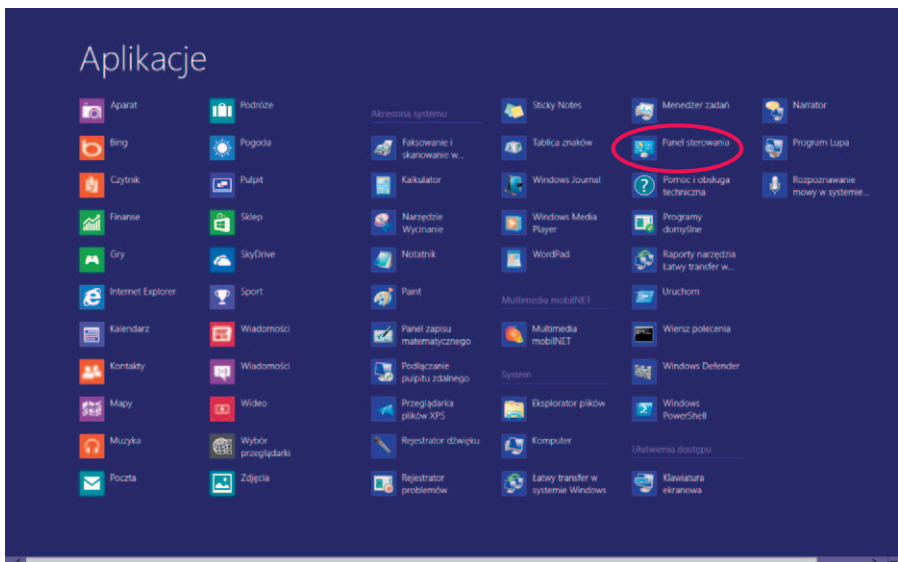 Aplikacje
Aparat
Bing
Czytnik
Finanse
Gry
Internet Explorer
Kalendarz
Kontakty
Mapy
Muzyka
Poczta
Podróże
Pogoda
Pulpit
Sklep
SkyDrive
Sport
Wiadomości
Wiadomości
Wideo
Wybór
przeglądarki
Zdjęcia
Akcesoria systemu
Faksowanie i
skanowanie w...
Kalkulator
Narzędzie
Wycinanie
Notatnik
Paint
Panel zapisu
matematycznego
Podłączanie
pulpitu zdalnego
Przeglądarka
plików XPS
Rejestrator dźwięku
Rejestrator
problemów
Sticky Notes
Tablica znaków
Windows Journal
Windows Media
Player
WordPad
Multimedia mobilNET
Multimedia
mobilNET
System
Eksplorator plików
Komputer
Łatwy transfer w
systemie Windows
Menedżer zadań
Panel sterowania
Pomoc i obsługa
techniczna
Programy
domyślne
Raporty narzędzia
Łatwy transfer w...
Uruchom
Wiersz polecenia
Windows Defender
Windows
PowerShell
Ułatwienia dostępu
Klawiatura
ekranowa
Narrator
Program Lupa
Rozpoznawanie
mowy w systemie...